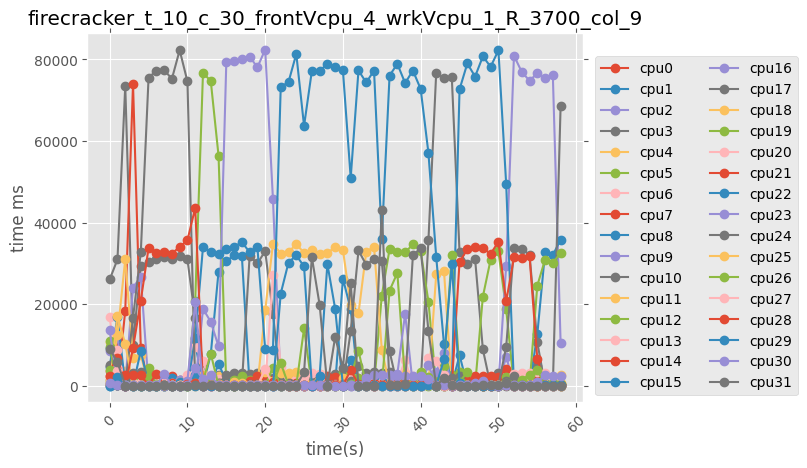 firecracker_t_10_c_30_frontVcpu_4_wrkVcpu_1_R_3700_col_9
80000
60000
40000
20000
0
time ms
0
10
20
30
40
50
60
time(s)
cpu0
cpu1
cpu2
cpu3
cpu4
cpu5
cpu6
cpu7
cpu8
cpu9
cpu10
cpu11
cpu12
cpu13
cpu14
cpu15
cpu16
cpu17
cpu18
cpu19
cpu20
cpu21
cpu22
cpu23
cpu24
cpu25
cpu26
cpu27
cpu28
cpu29
cpu30
cpu31